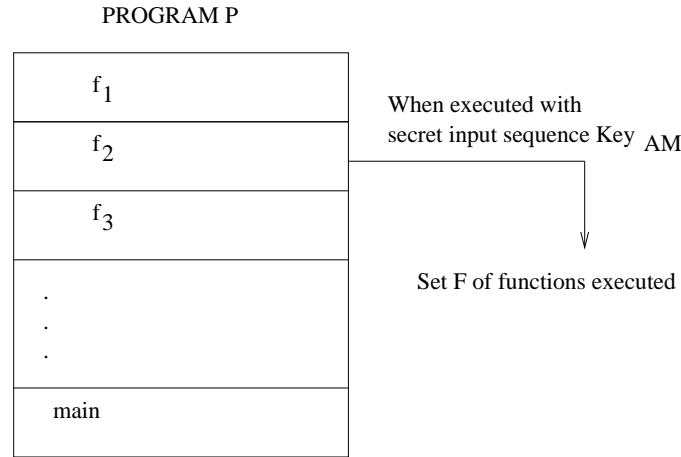 PROGRAM P
f1
f2
f3
.
.
.
main
When executed with
secret input sequence Key AM
Set F of functions executed